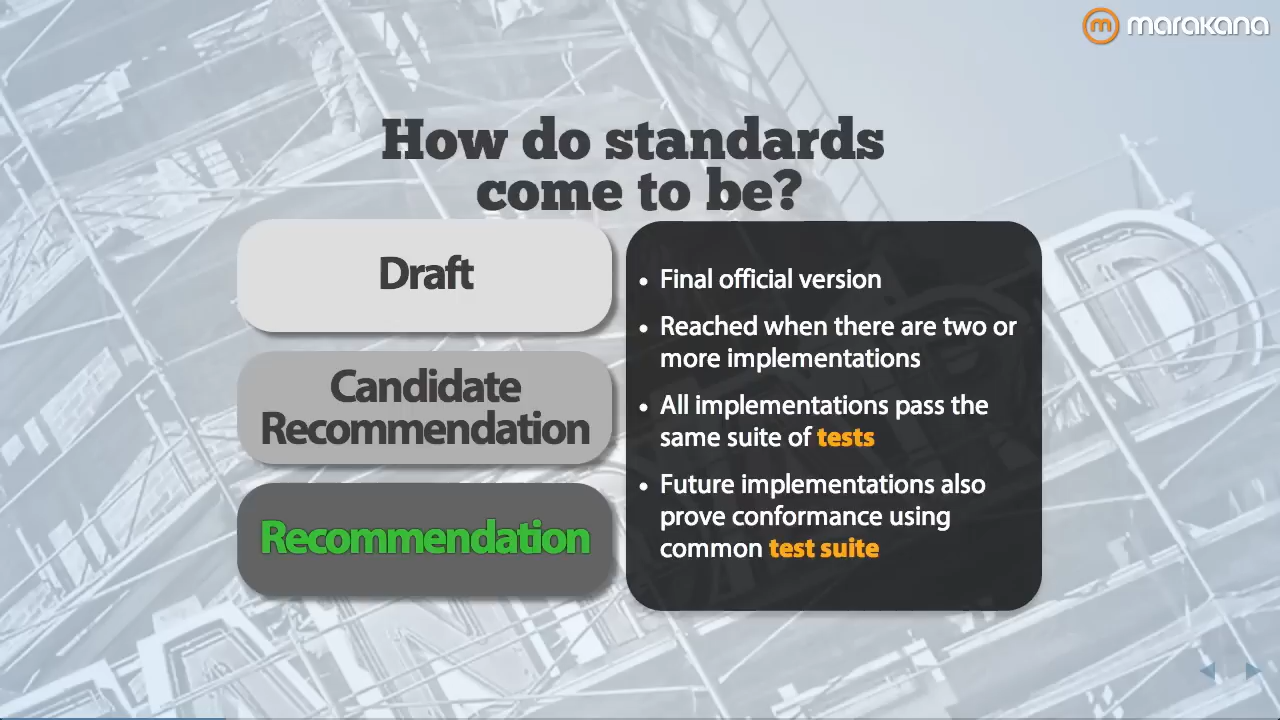 marakana
How do standards
come to be?
Draft
Candidate
Recommendation
Recommendation
• Final official version
• Reached when there are two or
more implementations
• All implementations pass the
same suite of tests
• Future implementations also
prove conformance using
common test suite